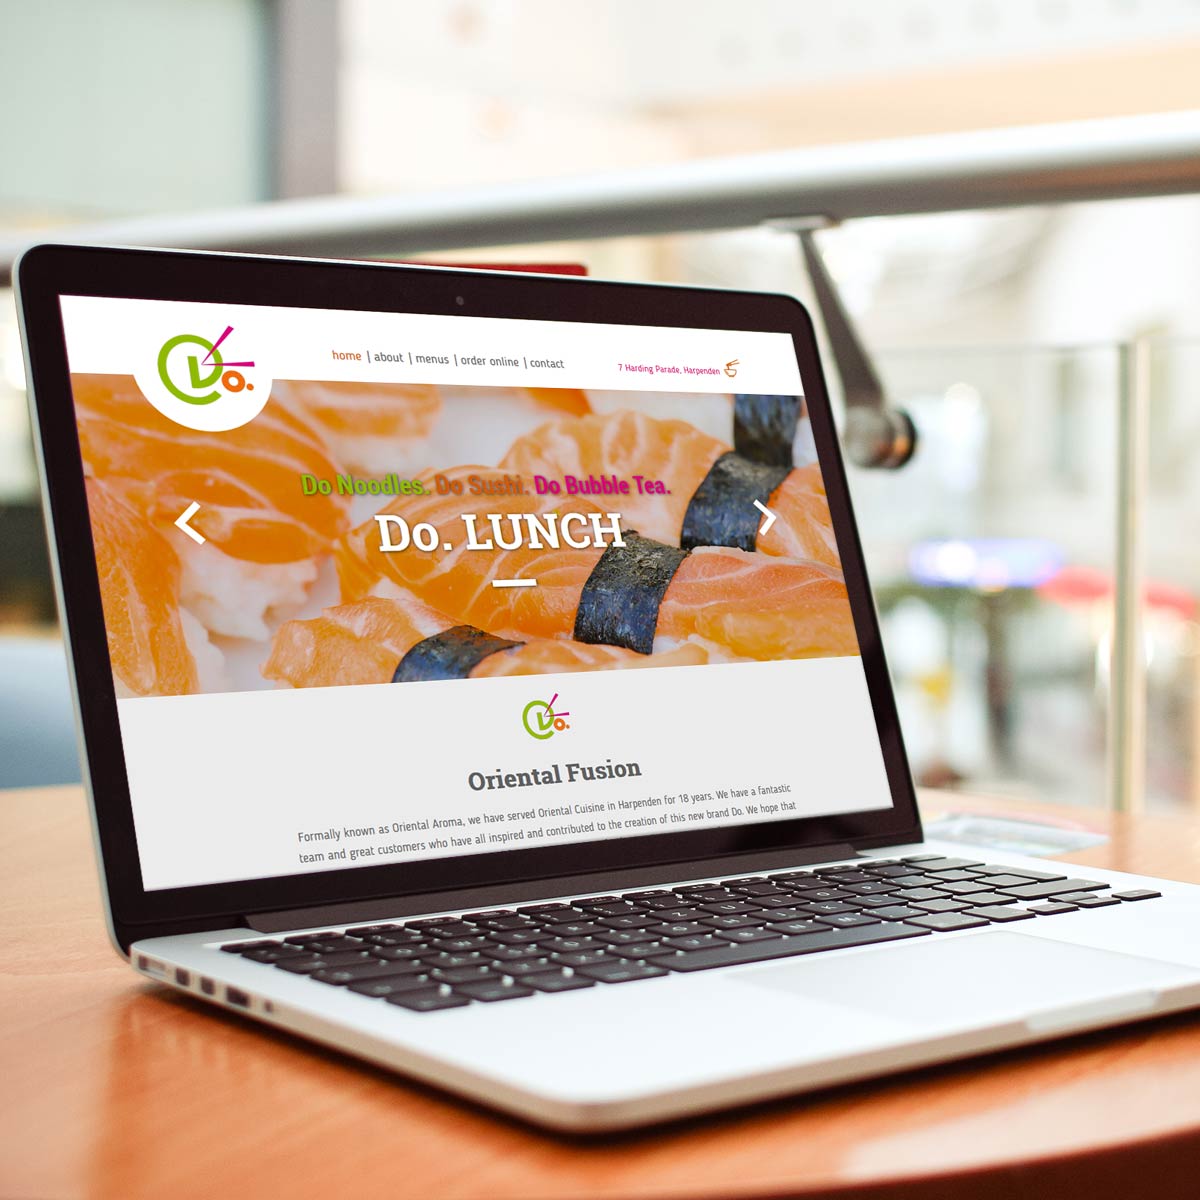 Do.
home | about | menus | order online | contact
7 Harding Parade, Harpenden
Do Noodles. Do Sushi. Do Bubble Tea.
Do. LUNCH
Do.
Oriental Fusion
Formally known as Oriental Aroma, we have served Oriental Cuisine in Harpenden for 18 years. We have a fantastic
team and great customers who have all inspired and contributed to the creation of this new brand Do. We hope that